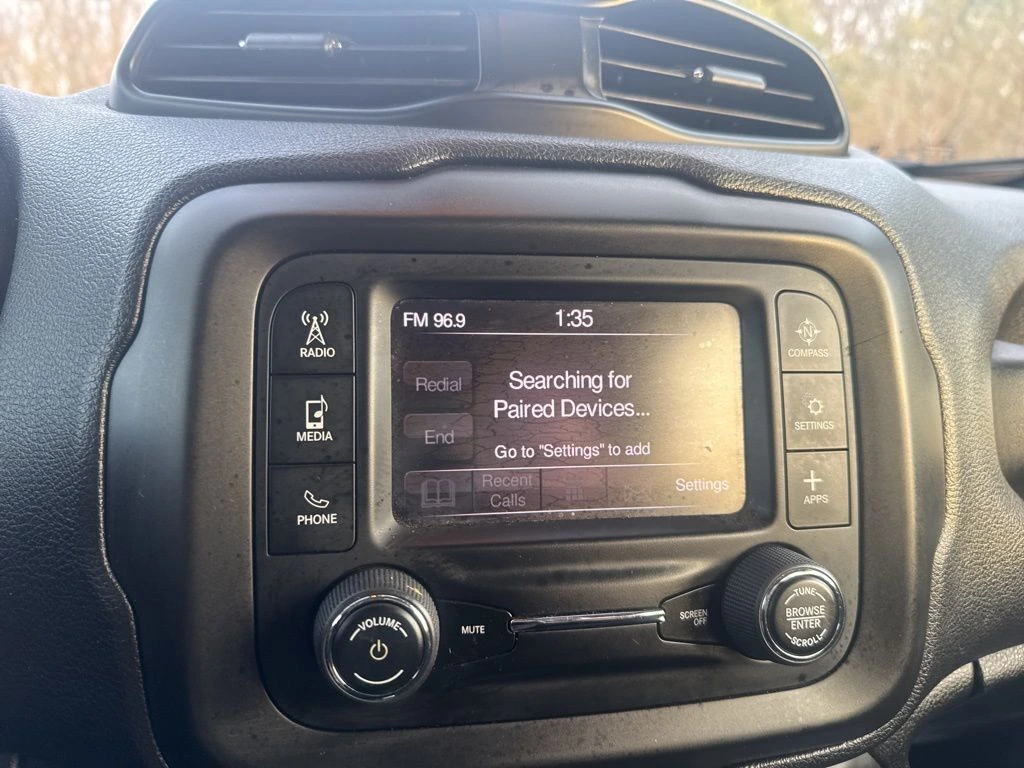 FM 96.9
1:35
RADIO
MEDIA
PHONE
Redial
End
Searching for
Paired Devices...
Go to "Settings" to add
Recent
Calls
Settings
N
COMPASS
SETTINGS
APPS
VOLUME
MUTE
SCREEN
OFF
TUNE
BROWSE
ENTER
SCROLL